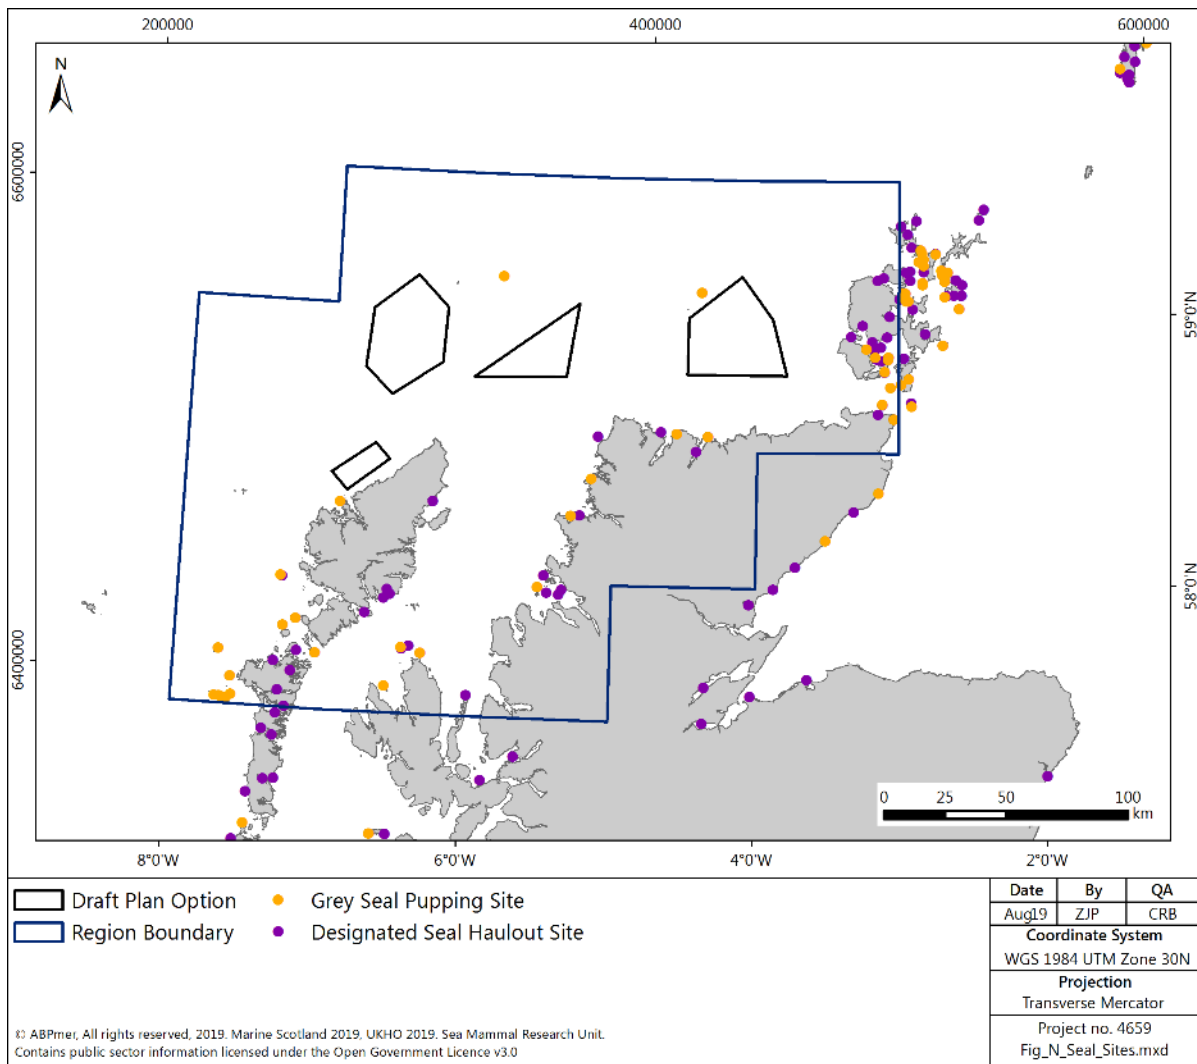 200000 400000 600000
N
6600000
6400000
59°0'N
58°0'N
0 25 50 100
km
8°0'W 6°0'W 4°0'W 2°0'W
Draft Plan Option
Grey Seal Pupping Site
Region Boundary
Designated Seal Haulout Site
Date By QA
Aug19 ZJP CRB
Coordinate System
WGS 1984 UTM Zone 30N
Projection
Transverse Mercator
Project no. 4659
Fig_N_Seal_Sites.mxd
© ABPmer, All rights reserved, 2019. Marine Scotland 2019, UKHO 2019. Sea Mammal Research Unit.
Contains public sector information licensed under the Open Government Licence v3.0